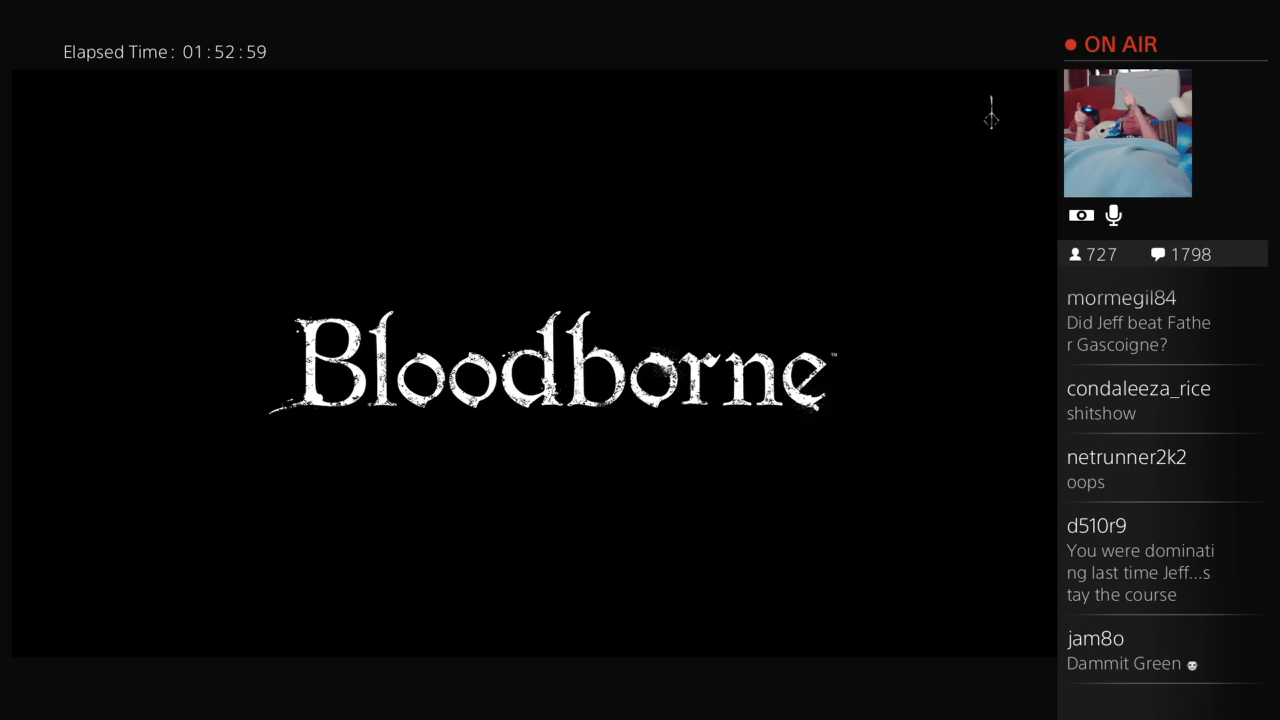 Elapsed Time: 01:52:59
ON AIR
Bloodborne™
727 1798
mormegil84
Did Jeff beat Fathe
r Gascoigne?
condaleeza_rice
shitshow
netrunner2k2
oops
d510r9
You were dominati
ng last time Jeff...s
tay the course
jam8o
Dammit Green